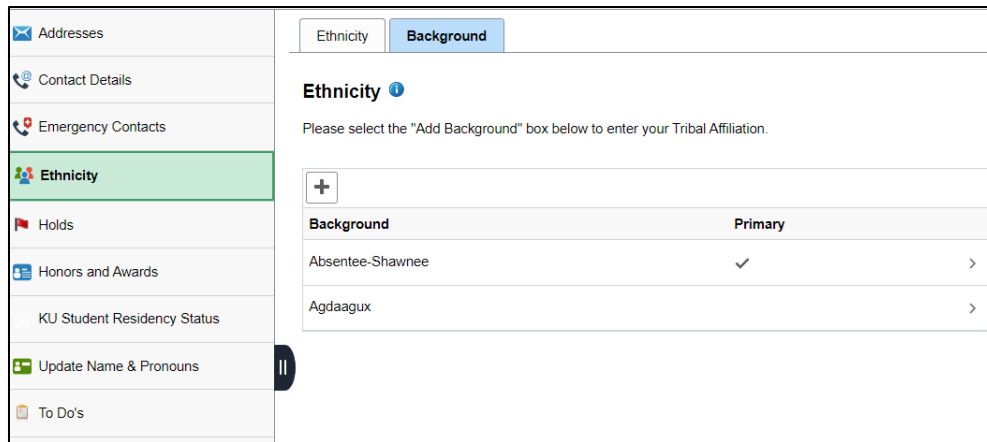 Addresses
Contact Details
Emergency Contacts
Ethnicity
Holds
Honors and Awards
KU Student Residency Status
Update Name & Pronouns
To Do's
Ethnicity Background
Ethnicity
Please select the "Add Background" box below to enter your Tribal Affiliation.
Background Primary
Absentee-Shawnee
Agdaagux